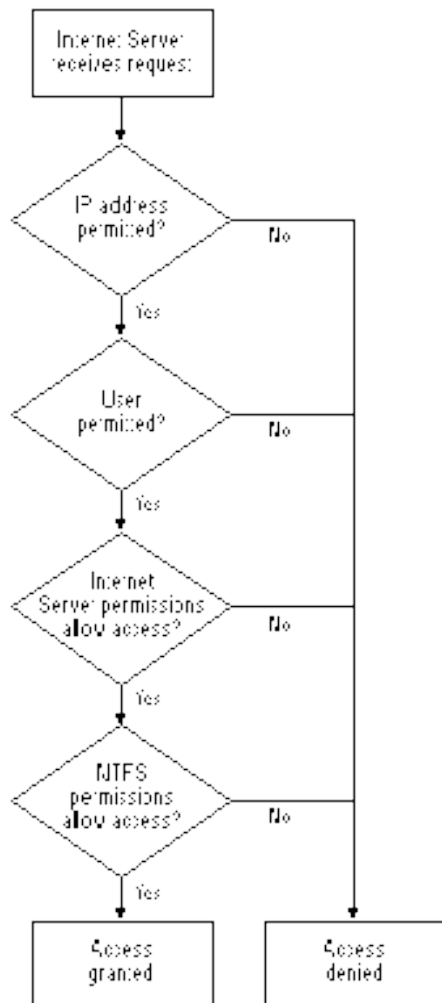 Internet Server
receives request
IP address
permitted?
No
Yes
User
permitted?
No
Yes
Internet
Server permissions
allow access?
No
Yes
NTFS
permissions
allow access?
No
Yes
Access
granted
Access
denied